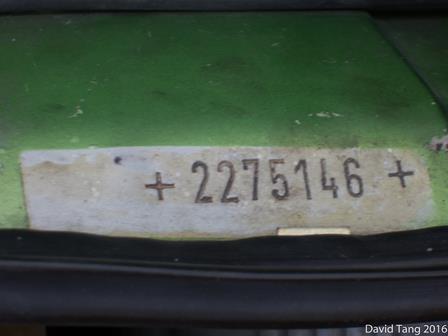 + 2275146 +
David Tang 2016